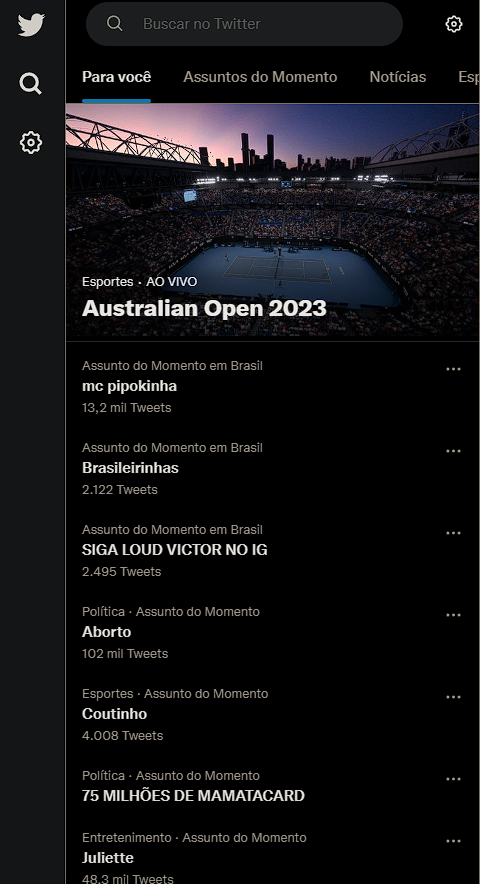 Buscar no Twitter
Para você Assuntos do Momento Notícias Esp
Esportes · AO VIVO
Australian Open 2023
Assunto do Momento em Brasil
mc pipokinha
13,2 mil Tweets
Assunto do Momento em Brasil
Brasileirinhas
2.122 Tweets
Assunto do Momento em Brasil
SIGA LOUD VICTOR NO IG
2.495 Tweets
Política · Assunto do Momento
Aborto
102 mil Tweets
Esportes · Assunto do Momento
Coutinho
4.008 Tweets
Política · Assunto do Momento
75 MILHÕES DE MAMATACARD
Entretenimento · Assunto do Momento
Juliette
48,3 mil Tweets